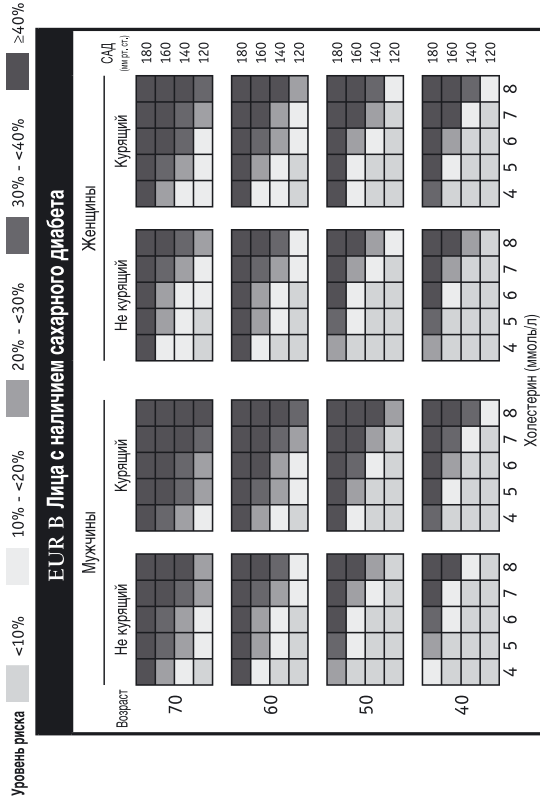 Уровень риска <10% 10% - <20% 20% - <30% 30% - <40% ≥40%
EUR B Лица с наличием сахарного диабета
Мужчины Женщины
Возраст Не курящий Курящий Не курящий Курящий САД
(мм рт. ст.)
70 180
160
140
120
60 180
160
140
120
50 180
160
140
120
40 180
160
140
120
4 5 6 7 8 4 5 6 7 8 4 5 6 7 8 4 5 6 7 8
Холестерин (ммоль/л)